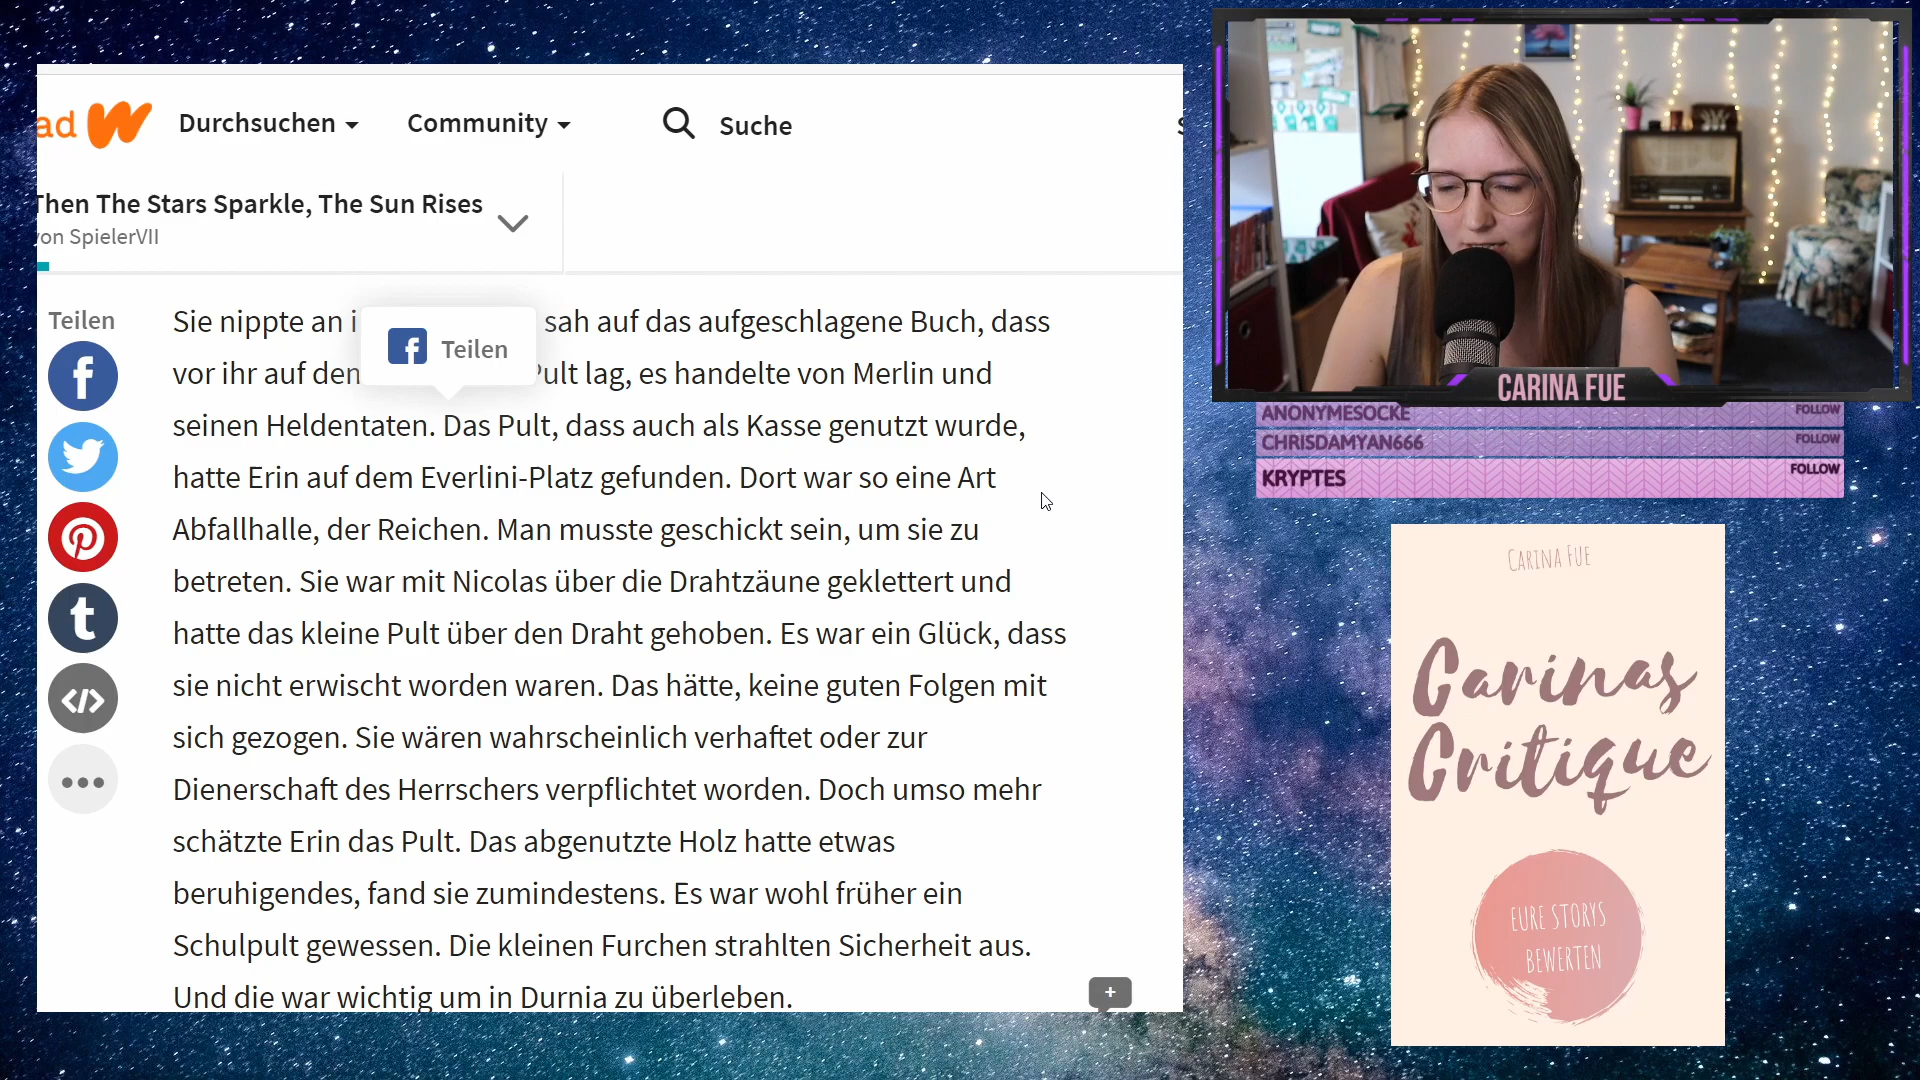 ad
Durchsuchen
Community
Suche
Then The Stars Sparkle, The Sun Rises
von SpielerVII
Teilen
Teilen
Sie nippte an i sah auf das aufgeschlagene Buch, dass
vor ihr auf den Pult lag, es handelte von Merlin und
seinen Heldentaten. Das Pult, dass auch als Kasse genutzt wurde,
hatte Erin auf dem Everlini-Platz gefunden. Dort war so eine Art
Abfallhalle, der Reichen. Man musste geschickt sein, um sie zu
betreten. Sie war mit Nicolas über die Drahtzäune geklettert und
hatte das kleine Pult über den Draht gehoben. Es war ein Glück, dass
sie nicht erwischt worden waren. Das hätte, keine guten Folgen mit
sich gezogen. Sie wären wahrscheinlich verhaftet oder zur
Dienerschaft des Herrschers verpflichtet worden. Doch umso mehr
schätzte Erin das Pult. Das abgenutzte Holz hatte etwas
beruhigendes, fand sie zumindestens. Es war wohl früher ein
Schulpult gewessen. Die kleinen Furchen strahlten Sicherheit aus.
Und die war wichtig um in Durnia zu überleben.
+
CARINA FUE
ANONYMESOCKE FOLLOW
CHRISDAMYAN666 FOLLOW
KRYPTES FOLLOW
CARINA FUE
Carinas
Critique
EURE STORYS
BEWERTEN